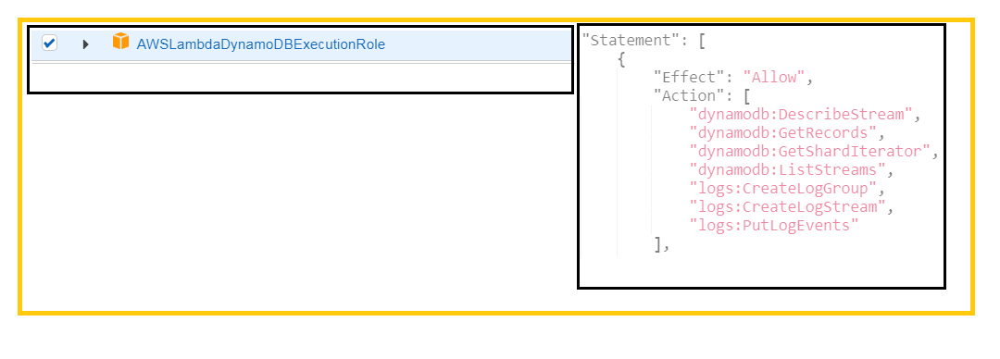 AWSLambdaDynamoDBExecutionRole
"Statement": [
{
"Effect": "Allow",
"Action": [
"dynamodb:DescribeStream",
"dynamodb:GetRecords",
"dynamodb:GetShardIterator",
"dynamodb:ListStreams",
"logs:CreateLogGroup",
"logs:CreateLogStream",
"logs:PutLogEvents"
],